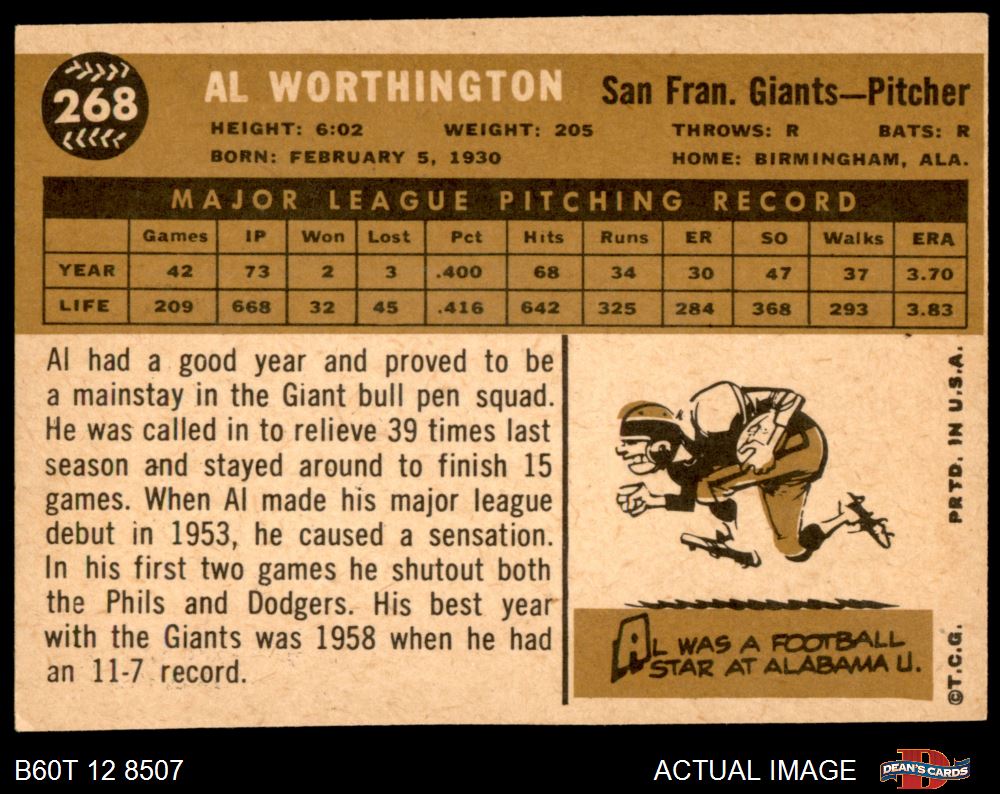 268
AL WORTHINGTON San Fran. Giants—Pitcher
HEIGHT: 6:02 WEIGHT: 205 THROWS: R BATS: R
BORN: FEBRUARY 5, 1930 HOME: BIRMINGHAM, ALA.
MAJOR LEAGUE PITCHING RECORD
Games IP Won Lost Pct Hits Runs ER SO Walks ERA
YEAR 42 73 2 3 .400 68 34 30 47 37 3.70
LIFE 209 668 32 45 .416 642 325 284 368 293 3.83
Al had a good year and proved to be
a mainstay in the Giant bull pen squad.
He was called in to relieve 39 times last
season and stayed around to finish 15
games. When Al made his major league
debut in 1953, he caused a sensation.
In his first two games he shutout both
the Phils and Dodgers. His best year
with the Giants was 1958 when he had
an 11-7 record.
AL WAS A FOOTBALL
STAR AT ALABAMA U.
©T.C.G. PRTD. IN U.S.A.
B60T 12 8507 ACTUAL IMAGE
D
DEAN'S CARDS